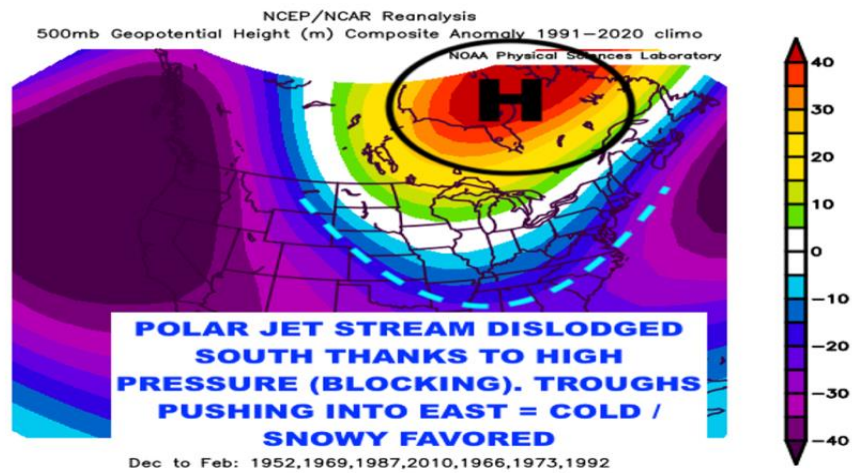 NCEP/NCAR Reanalysis
500mb Geopotential Height (m) Composite Anomaly 1991-2020 climo
NOAA Physical Sciences Laboratory
H
40
30
20
10
0
-10
-20
-30
-40
POLAR JET STREAM DISLODGED
SOUTH THANKS TO HIGH
PRESSURE (BLOCKING). TROUGHS
PUSHING INTO EAST = COLD /
SNOWY FAVORED
Dec to Feb: 1952,1969,1987,2010,1966,1973,1992